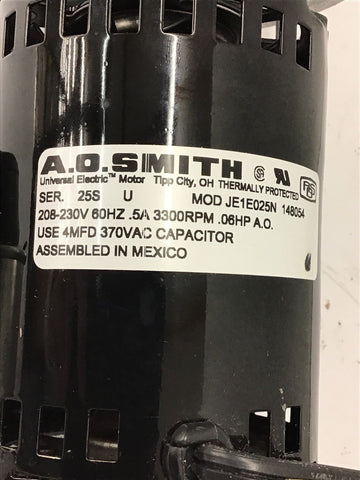 A.O.SMITH
Universal Electric™ Motor Tipp City, OH THERMALLY PROTECTED
SER. 25S U MOD JE1E025N 148054
208-230V 60HZ .5A 3300RPM .06HP A.O.
USE 4MFD 370VAC CAPACITOR
ASSEMBLED IN MEXICO